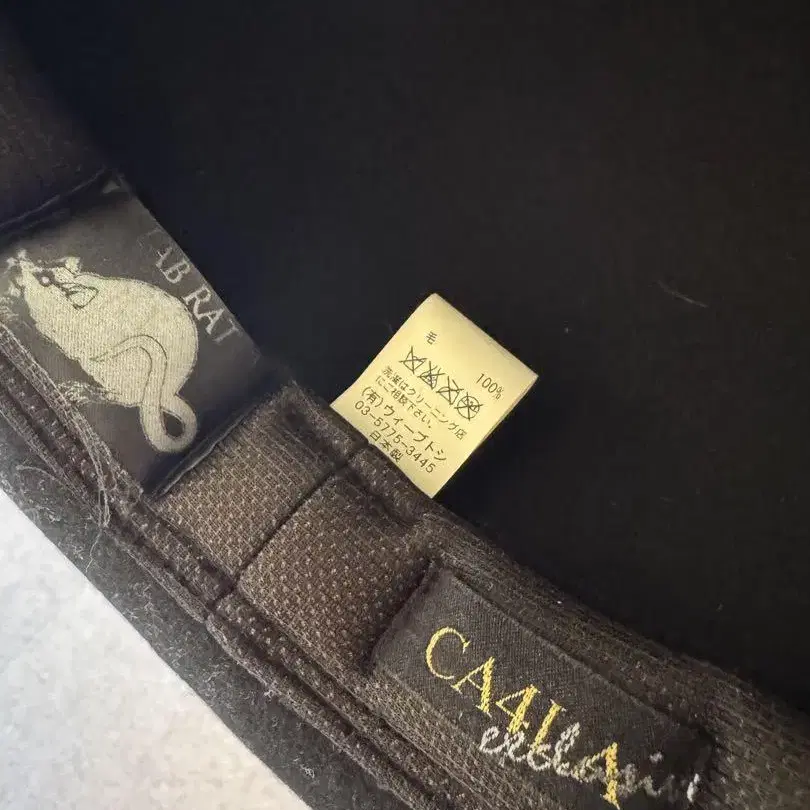 LAB RAT
毛 100%
洗濯はクリーニング店
にご相談下さい。
(有)ウィーブトシ
03-5775-3445
日本製
CA4LA
exclusive